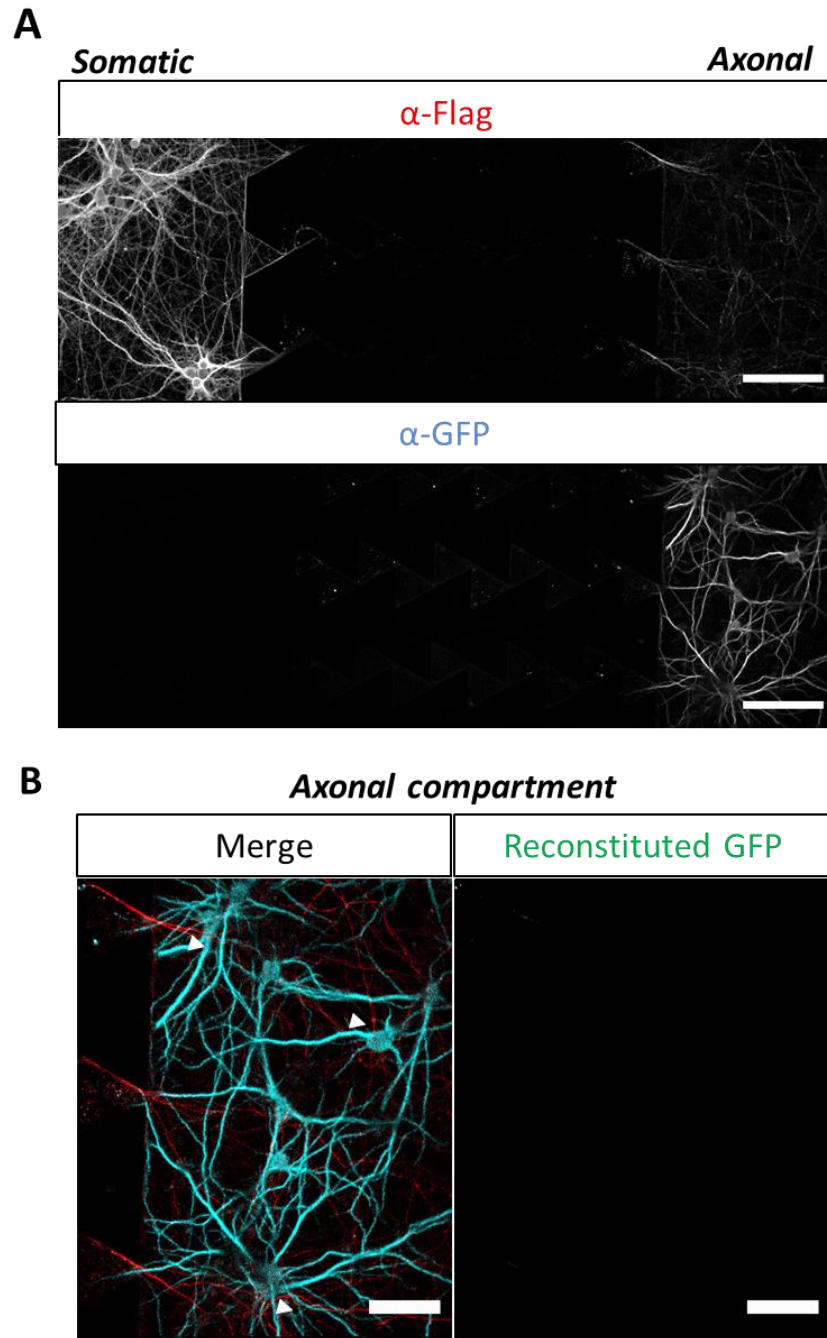 A
Somatic Axonal
α-Flag
α-GFP
B
Axonal compartment
Merge Reconstituted GFP